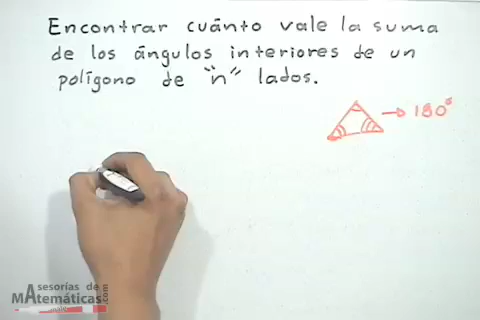 Encontrar cuánto vale la suma
de los ángulos interiores de un
polígono de "n" lados.
→ 180°
Asesorías de
Matemáticas.com